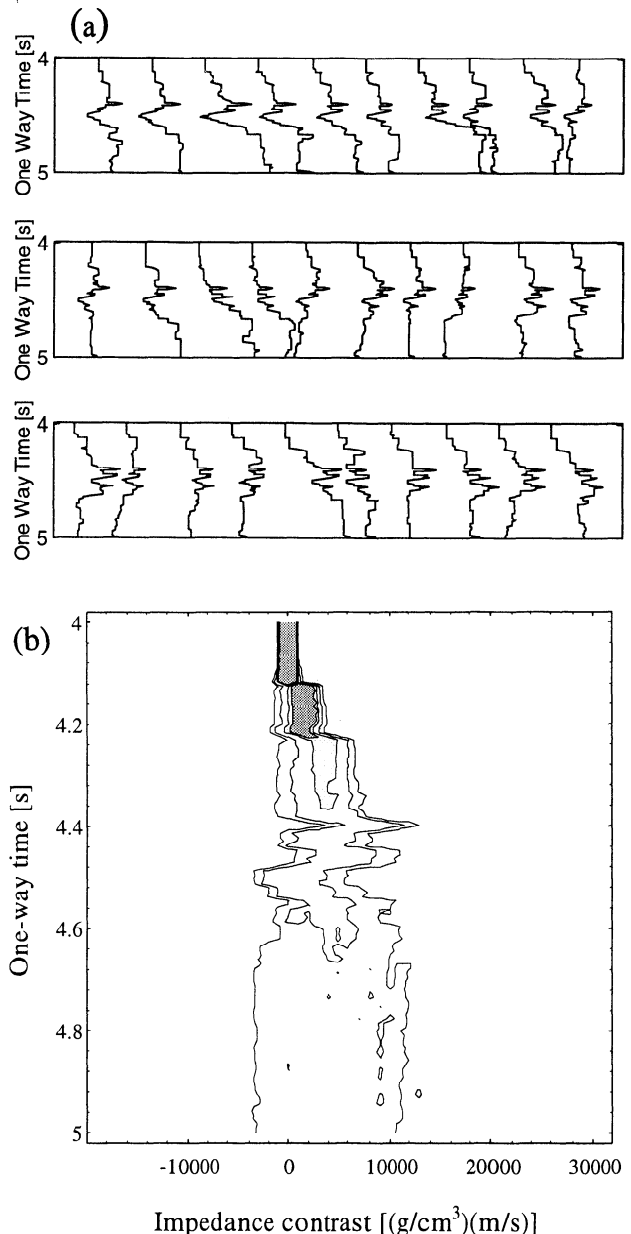 (a)
One Way Time [s]
4
5
One Way Time [s]
4
5
One Way Time [s]
4
5
(b)
One-way time [s]
4
4.2
4.4
4.6
4.8
5
-10000 0 10000 20000 30000
Impedance contrast [(g/cm³)(m/s)]